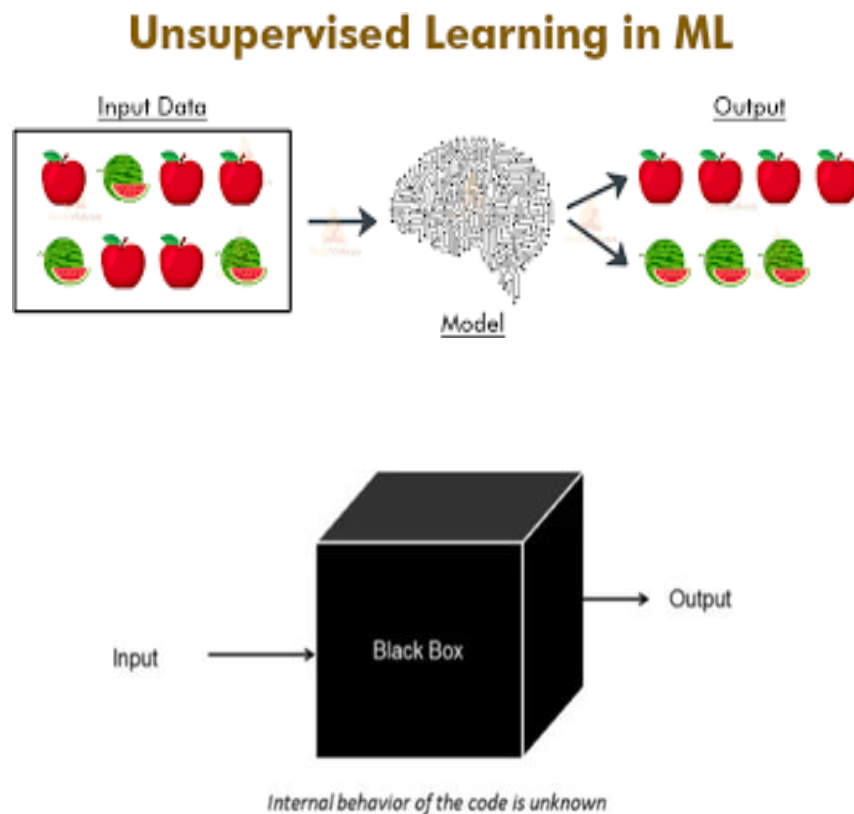 Unsupervised Learning in ML
Input Data
Output
Model
Input
Black Box
Output
Internal behavior of the code is unknown